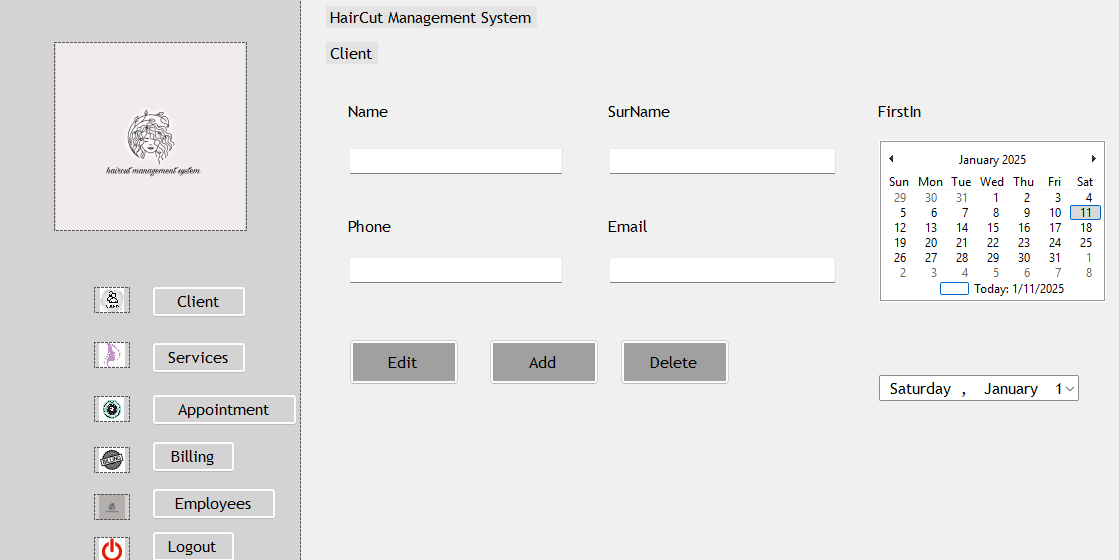 HairCut Management System
Client
haircut management system
Client
Services
Appointment
BILLING
Billing
Employees
Logout
Name
SurName
FirstIn
Phone
Email
Edit
Add
Delete
January 2025
Sun Mon Tue Wed Thu Fri Sat
29 30 31 1 2 3 4
5 6 7 8 9 10 11
12 13 14 15 16 17 18
19 20 21 22 23 24 25
26 27 28 29 30 31 1
2 3 4 5 6 7 8
Today: 1/11/2025
Saturday , January 1